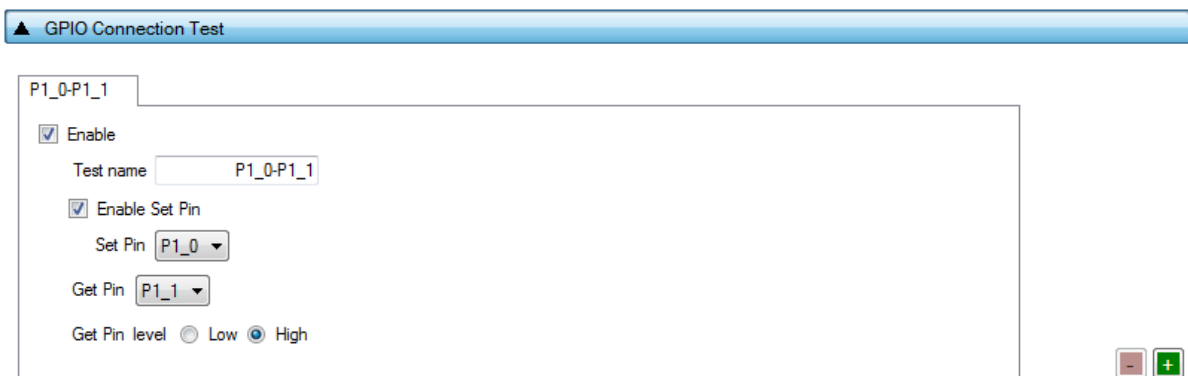 GPIO Connection Test
P1_0-P1_1
Enable
Test name P1_0-P1_1
Enable Set Pin
Set Pin P1_0
Get Pin P1_1
Get Pin level Low High
- +